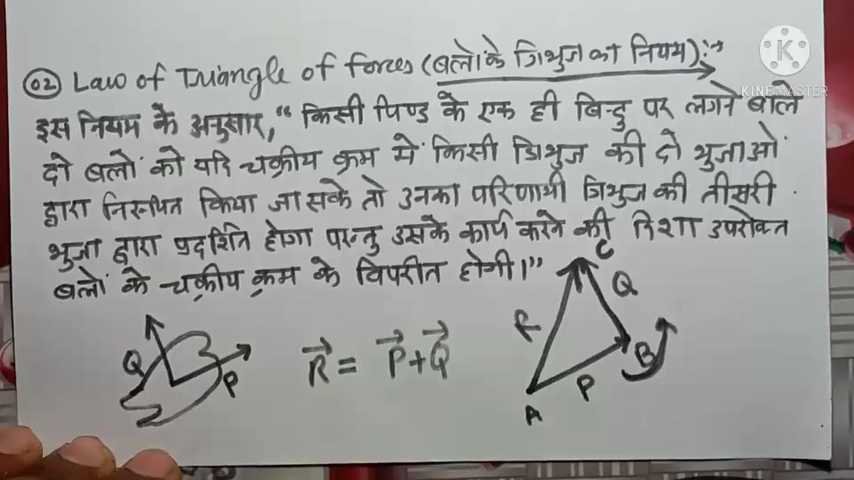 02 Law of Triangle of forces (बलों के त्रिभुज का नियम):→
इस नियम के अनुसार, " किसी पिण्ड के एक ही बिन्दु पर लगने वाले
दो बलों को यदि चक्रीय क्रम में किसी त्रिभुज की दो भुजाओं
द्वारा निरूपित किया जा सके तो उनका परिणामी त्रिभुज की तीसरी
भुजा द्वारा प्रदर्शित होगा परन्तु उसके कार्य करने की दिशा उपरोक्त
बलों के चक्रीय क्रम के विपरीत होगी।"
Q P
R = P + Q
A B C
R P Q
K
KINEMASTER